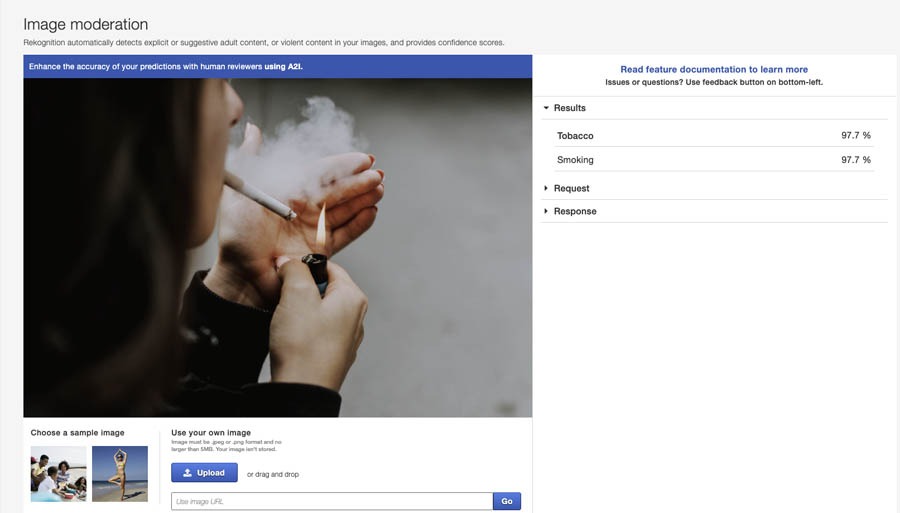 Image moderation
Rekognition automatically detects explicit or suggestive adult content, or violent content in your images, and provides confidence scores.
Enhance the accuracy of your predictions with human reviewers using A2I.
Read feature documentation to learn more
Issues or questions? Use feedback button on bottom-left.
Results
Tobacco 97.7 %
Smoking 97.7 %
Request
Response
Choose a sample image
Use your own image
Image must be .jpeg or .png format and no
larger than 5MB. Your image isn't stored.
Upload or drag and drop
Use image URL Go